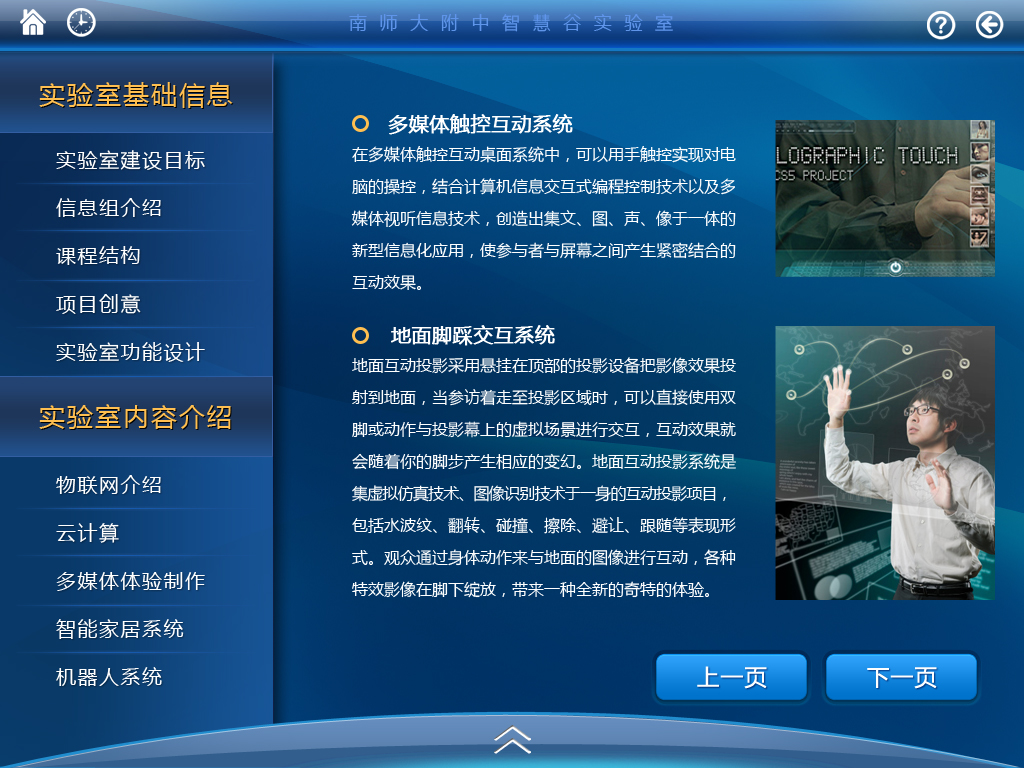 南师大附中智慧谷实验室
实验室基础信息
实验室建设目标
信息组介绍
课程结构
项目创意
实验室功能设计
实验室内容介绍
物联网介绍
云计算
多媒体体验制作
智能家居系统
机器人系统
多媒体触控互动系统
在多媒体触控互动桌面系统中，可以用手触控实现对电
脑的操控，结合计算机信息交互式编程控制技术以及多
媒体视听信息技术，创造出集文、图、声、像于一体的
新型信息化应用，使参与者与屏幕之间产生紧密结合的
互动效果。
地面脚踩交互系统
地面互动投影采用悬挂在顶部的投影设备把影像效果投
射到地面，当参访着走至投影区域时，可以直接使用双
脚或动作与投影幕上的虚拟场景进行交互，互动效果就
会随着你的脚步产生相应的变幻。地面互动投影系统是
集虚拟仿真技术、图像识别技术于一身的互动投影项目，
包括水波纹、翻转、碰撞、擦除、避让、跟随等表现形
式。观众通过身体动作来与地面的图像进行互动，各种
特效影像在脚下绽放，带来一种全新的奇特的体验。
LOGRAPHIC TOUCH
CS5 PROJECT
上一页
下一页